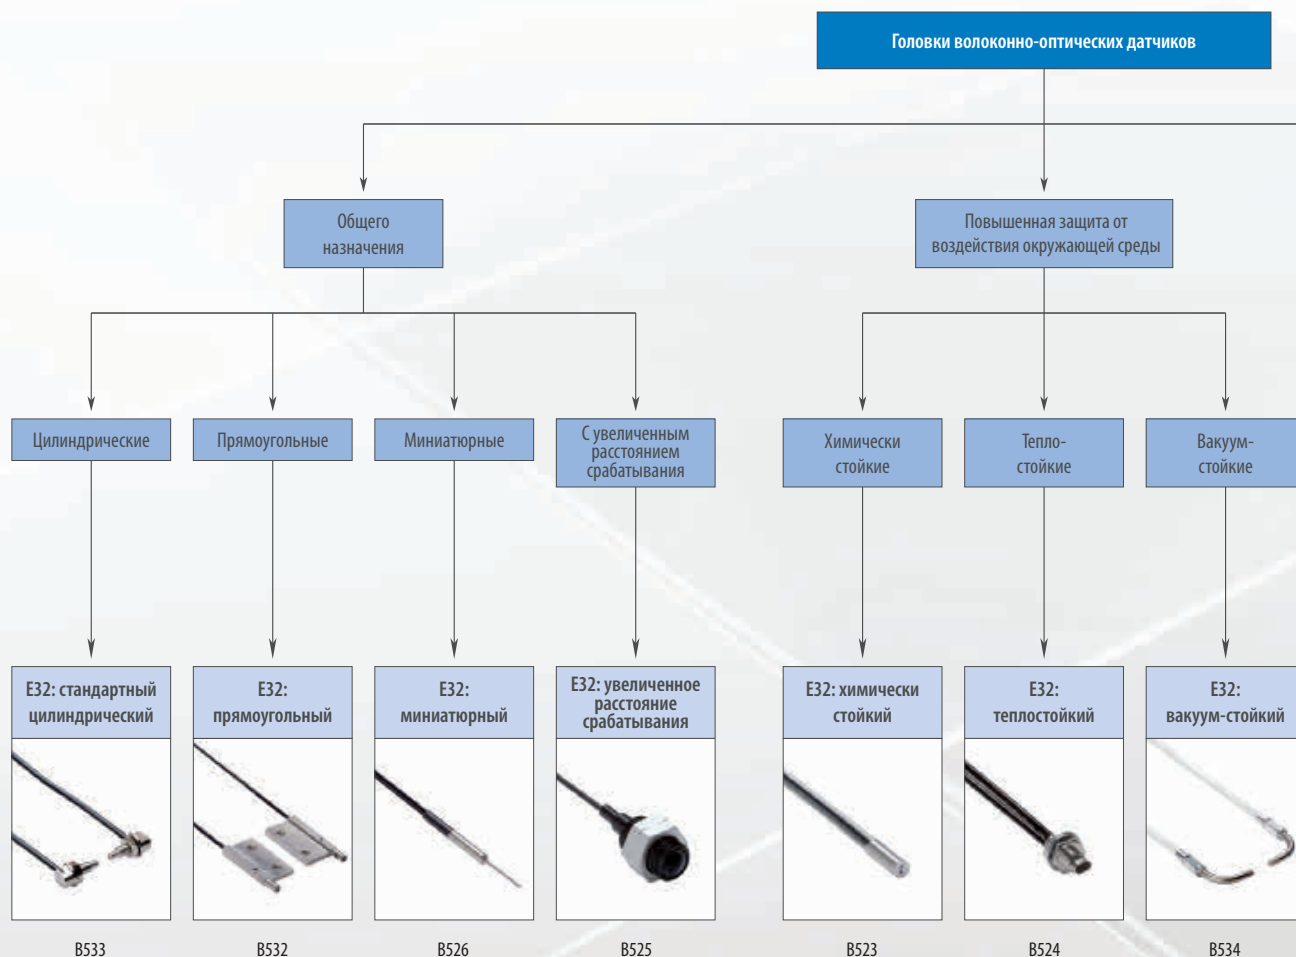 Головки волоконно-оптических датчиков
Общего
назначения
Повышенная защита от
воздействия окружающей среды
Цилиндрические
Прямоугольные
Миниатюрные
С увеличенным
расстоянием
срабатывания
Химически
стойкие
Тепло-
стойкие
Вакуум-
стойкие
E32: стандартный
цилиндрический
E32:
прямоугольный
E32:
миниатюрный
E32: увеличенное
расстояние
срабатывания
E32: химически
стойкий
E32:
теплостойкий
E32:
вакуум-стойкий
B533
B532
B526
B525
B523
B524
B534